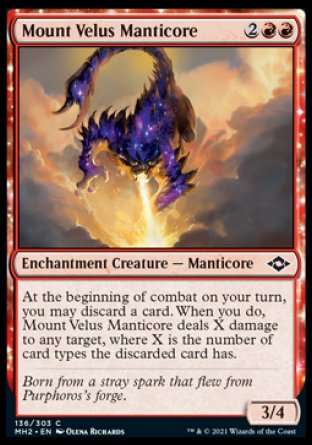 Mount Velus Manticore 2
Enchantment Creature — Manticore
At the beginning of combat on your turn,
you may discard a card. When you do,
Mount Velus Manticore deals X damage
to any target, where X is the number of
card types the discarded card has.
Born from a stray spark that flew from
Purphoros's forge.
3/4
136/303 C
MH2 • EN Olena Richards ™ & © 2021 Wizards of the Coast